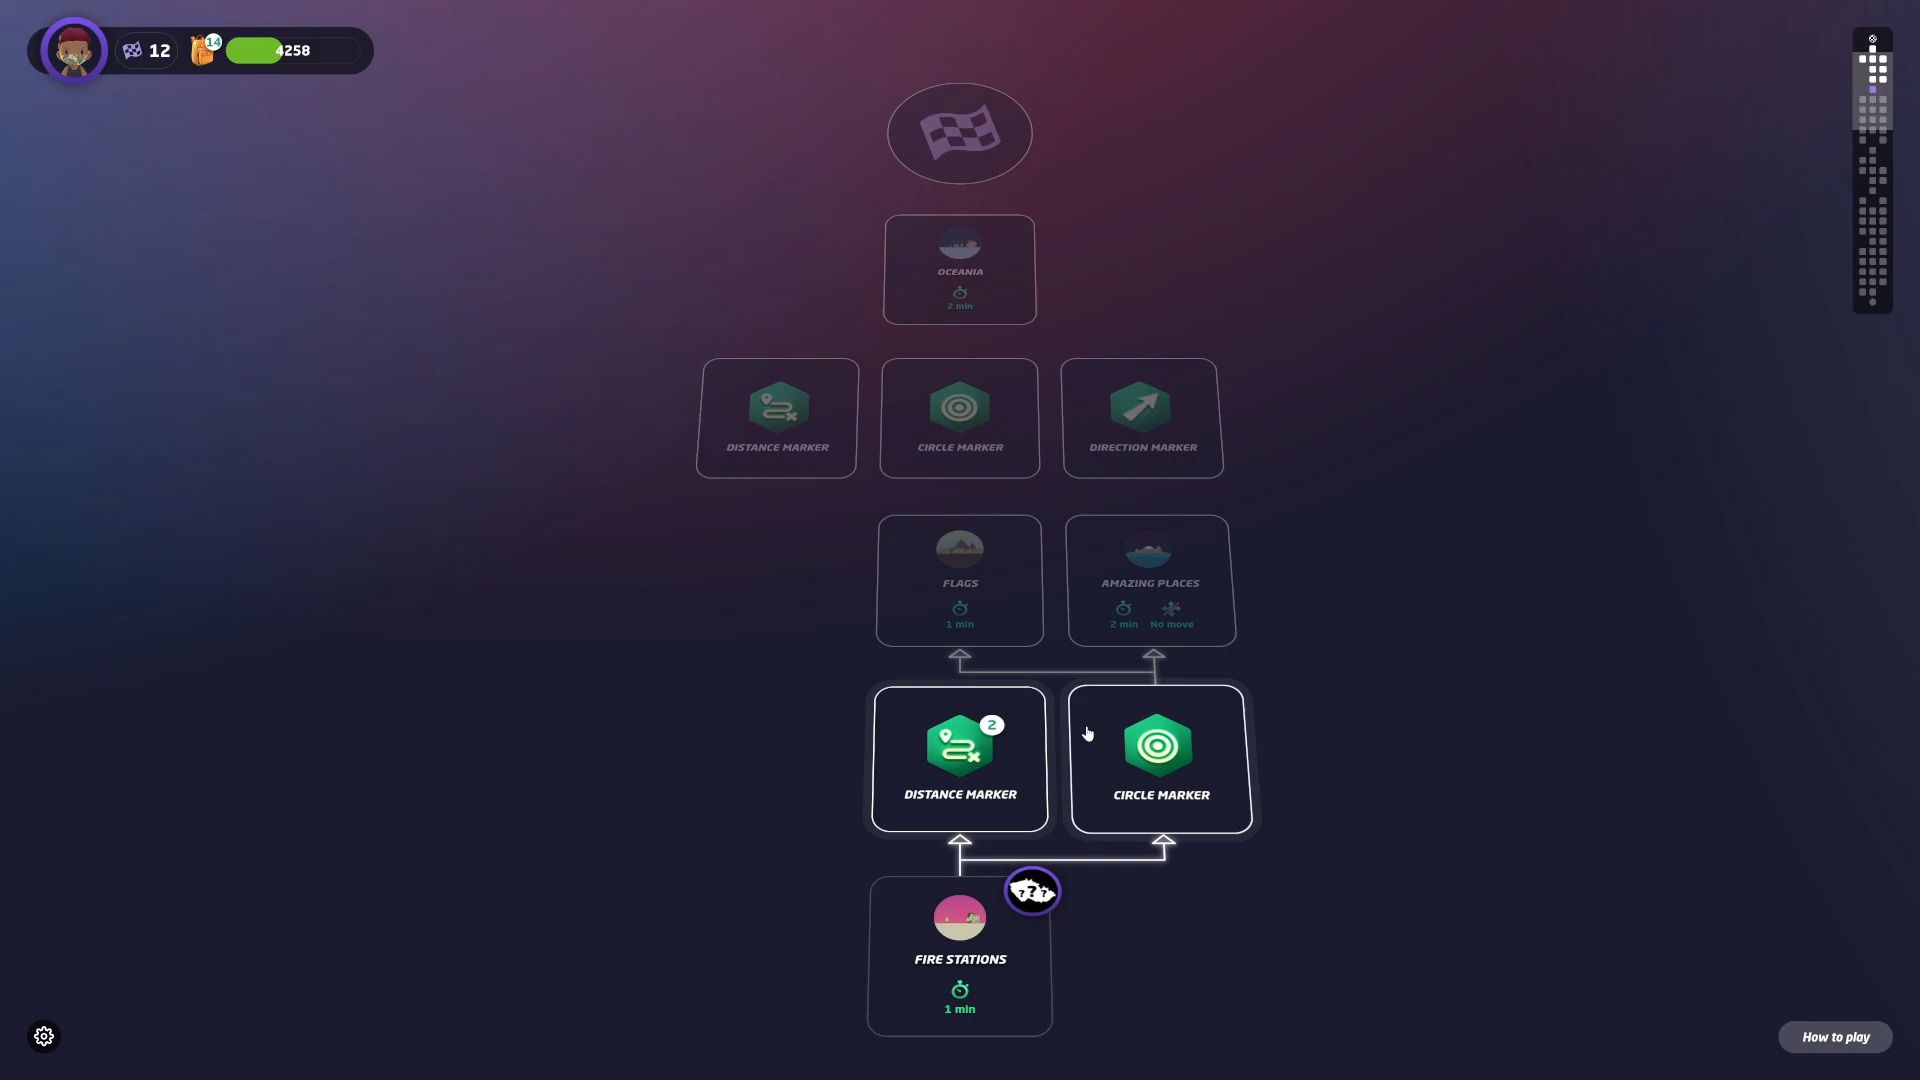 12
14
4258
OCEANIA
2 min
DISTANCE MARKER
CIRCLE MARKER
DIRECTION MARKER
FLAGS
1 min
AMAZING PLACES
2 min
No move
2
DISTANCE MARKER
CIRCLE MARKER
? ? ?
FIRE STATIONS
1 min
How to play